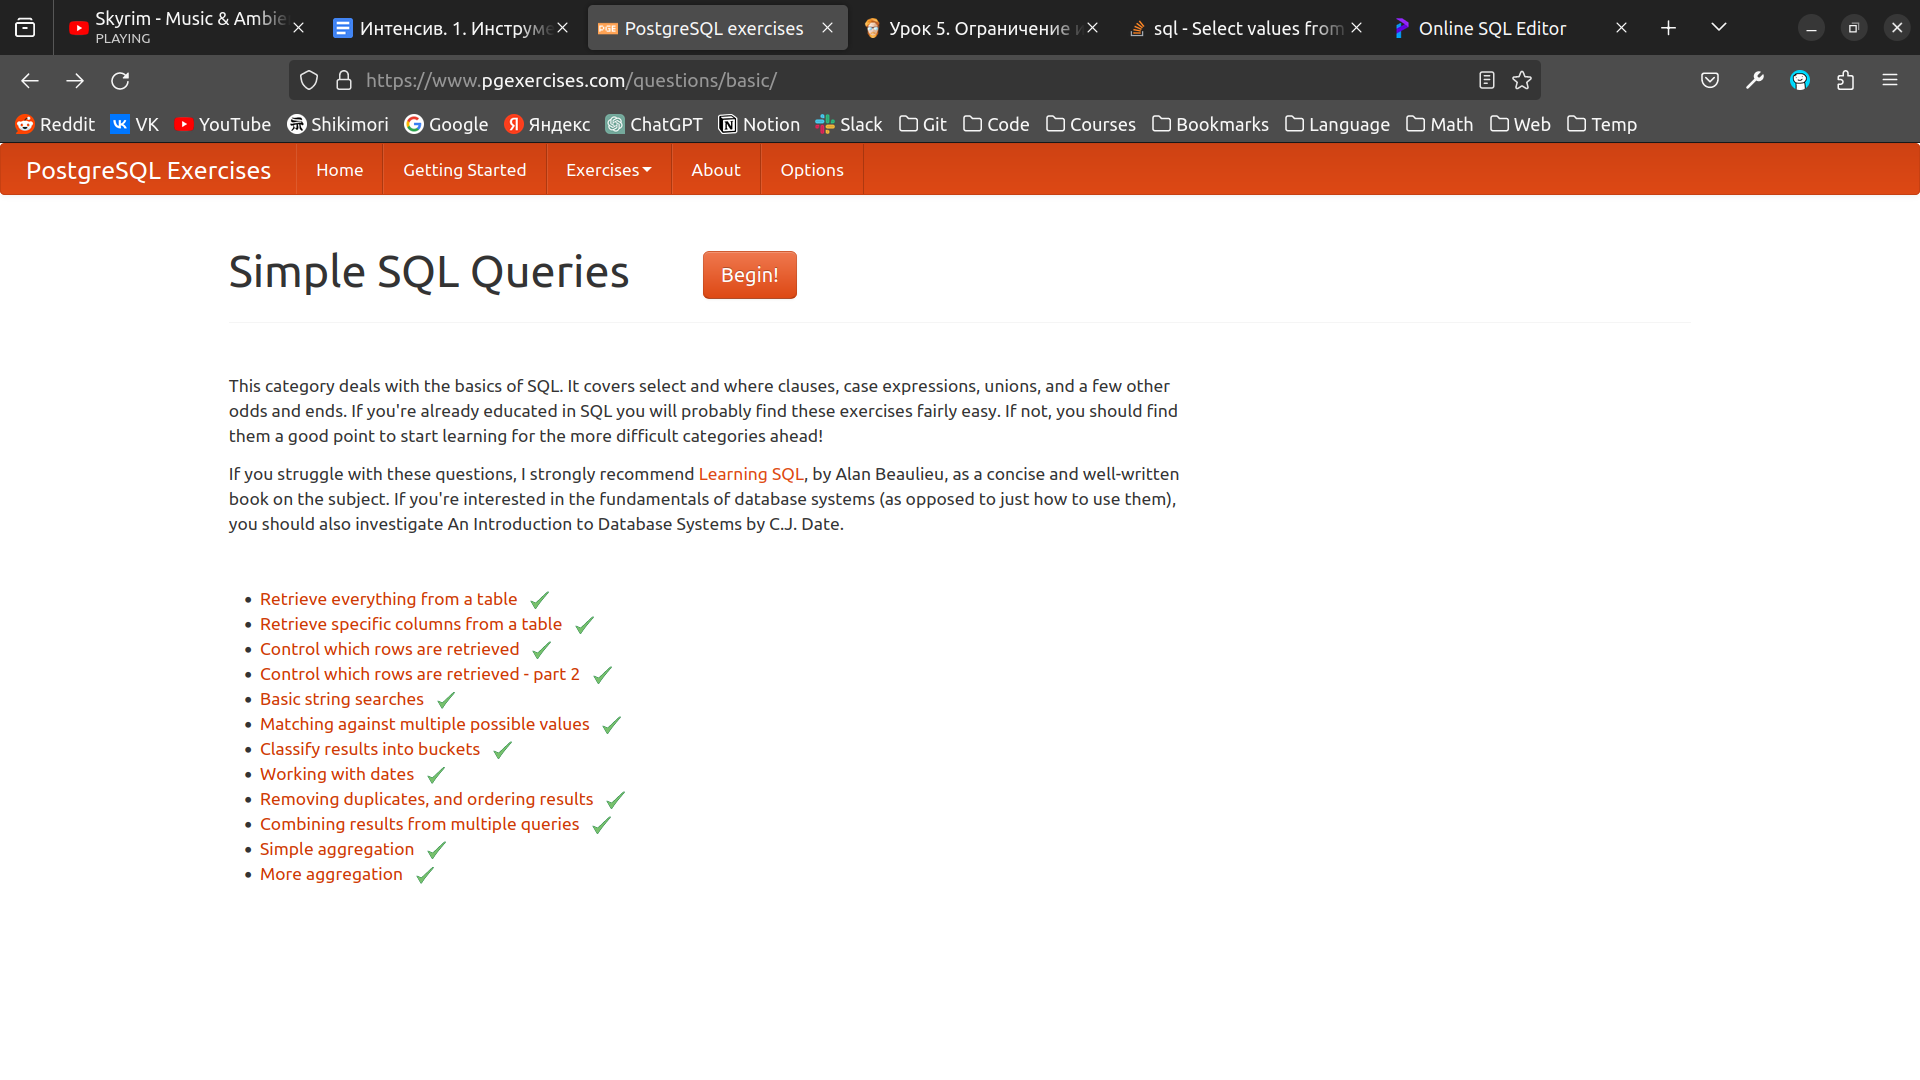 Skyrim - Music & Ambie
PLAYING
Интенсив. 1. Инструме
PostgreSQL exercises
Урок 5. Ограничение и
sql - Select values from
Online SQL Editor
https://www.pgexercises.com/questions/basic/
Reddit VK YouTube Shikimori Google Яндекс ChatGPT Notion Slack Git Code Courses Bookmarks Language Math Web Temp
PostgreSQL Exercises Home Getting Started Exercises About Options
Simple SQL Queries Begin!
This category deals with the basics of SQL. It covers select and where clauses, case expressions, unions, and a few other
odds and ends. If you're already educated in SQL you will probably find these exercises fairly easy. If not, you should find
them a good point to start learning for the more difficult categories ahead!
If you struggle with these questions, I strongly recommend Learning SQL, by Alan Beaulieu, as a concise and well-written
book on the subject. If you're interested in the fundamentals of database systems (as opposed to just how to use them),
you should also investigate An Introduction to Database Systems by C.J. Date.
Retrieve everything from a table
Retrieve specific columns from a table
Control which rows are retrieved
Control which rows are retrieved - part 2
Basic string searches
Matching against multiple possible values
Classify results into buckets
Working with dates
Removing duplicates, and ordering results
Combining results from multiple queries
Simple aggregation
More aggregation